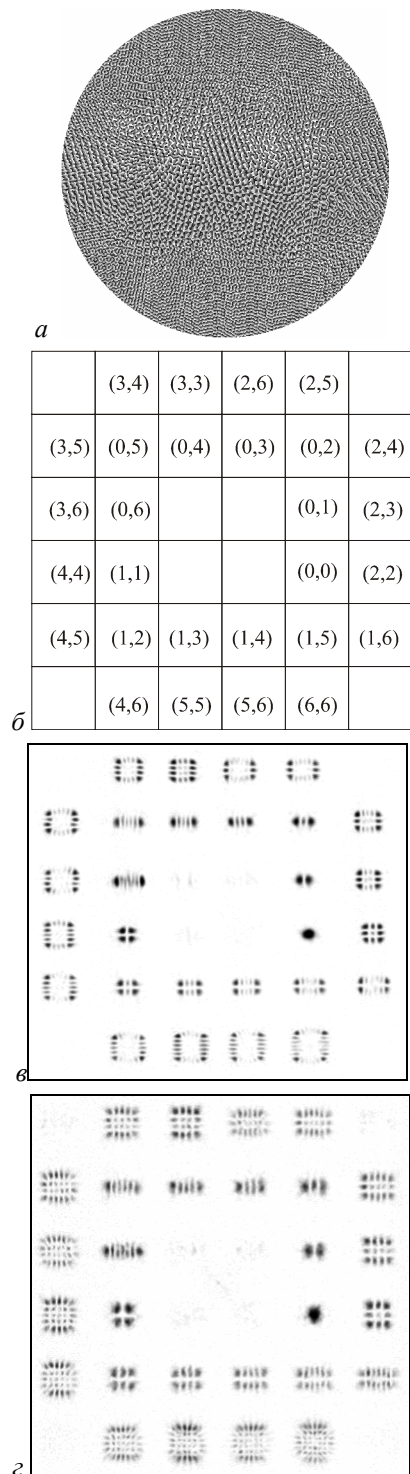 а
(3,4) (3,3) (2,6) (2,5)
(3,5) (0,5) (0,4) (0,3) (0,2) (2,4)
(3,6) (0,6) (0,1) (2,3)
(4,4) (1,1) (0,0) (2,2)
(4,5) (1,2) (1,3) (1,4) (1,5) (1,6)
(4,6) (5,5) (5,6) (6,6)
б
в
г